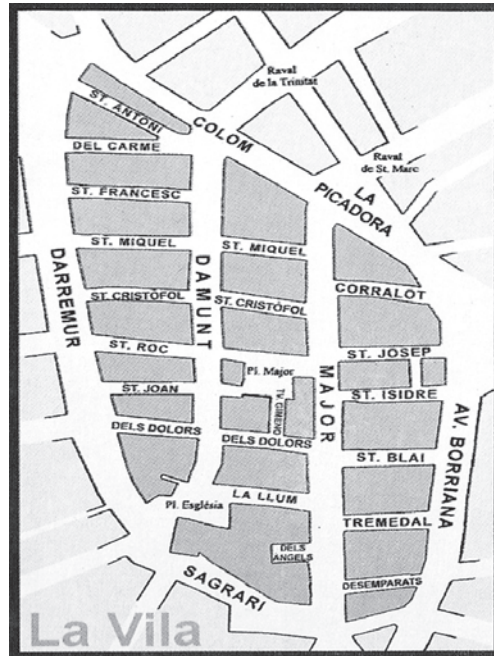 Raval
de la Trinitat
ST. ANTONI
COLOM
DEL CARME
Raval
de St. Marc
LA
PICADORA
ST. FRANCESC
ST. MIQUEL
ST. MIQUEL
DARREMUR
DAMUNT
CORRALOT
ST. CRISTÒFOL
ST. CRISTÒFOL
ST. ROC
ST. JOSEP
Pl. Major
MAJOR
ST. JOAN
TV. GIMENO
ST. ISIDRE
AV. BORRIANA
DELS DOLORS
DELS DOLORS
ST. BLAI
LA LLUM
Pl. Església
TREMEDAL
DELS
ANGELS
SAGRARI
DESEMPARATS
La Vila